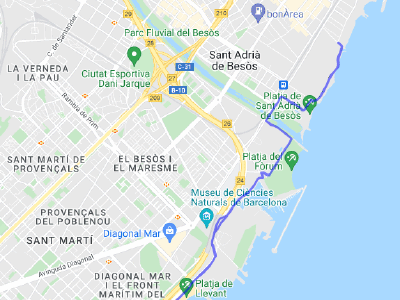 bonÀrea
Parc Fluvial del Besòs
C. de Santander
26
Sant Adrià
de Besòs
LA VERNEDA
I LA PAU
Ciutat Esportiva
Dani Jarque
C-31
27
B-10
209
Rambla de Prim
Platja de
Sant Adrià
de Besòs
26
SANT MARTÍ DE
PROVENÇALS
EL BESÒS I
EL MARESME
Platja del
Fòrum
24
Museu de Ciències
Naturals de Barcelona
PROVENÇALS
DEL POBLENOU
SANT MARTÍ
Diagonal Mar
Avinguda Diagonal
DIAGONAL MAR
I EL FRONT
MARÍTIM DEL
Platja de
Llevant